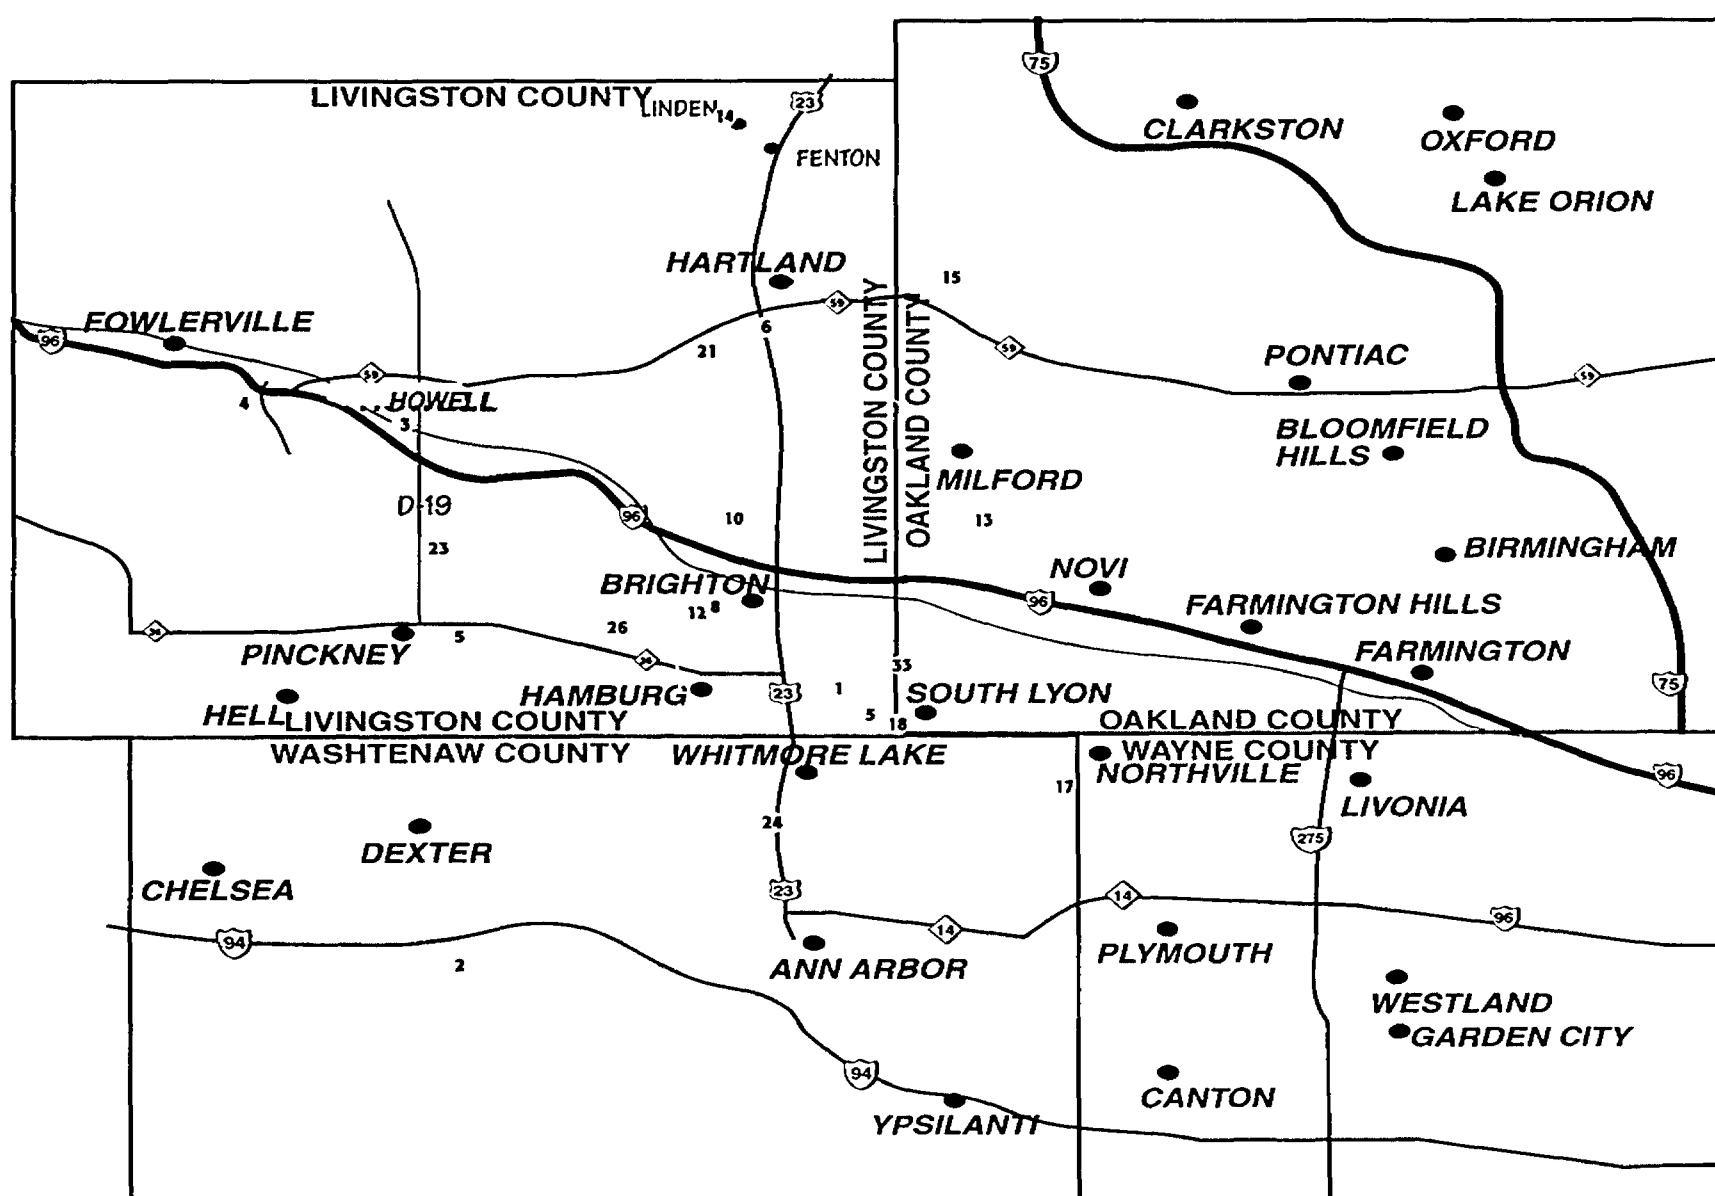 75
LIVINGSTON COUNTY
LINDEN
14
23
FENTON
CLARKSTON
OXFORD
LAKE ORION
HARTLAND
15
59
FOWLERVILLE
96
6
21
59
59
PONTIAC
59
4
HOWELL
3
LIVINGSTON COUNTY
OAKLAND COUNTY
BLOOMFIELD
HILLS
MILFORD
D-19
96
10
13
23
BIRMINGHAM
NOVI
BRIGHTON
12
8
96
FARMINGTON HILLS
36
5
26
PINCKNEY
36
33
FARMINGTON
HELL
HAMBURG
23
1
SOUTH LYON
75
5
18
LIVINGSTON COUNTY
OAKLAND COUNTY
WASHTENAW COUNTY
WHITMORE LAKE
WAYNE COUNTY
NORTHVILLE
96
17
LIVONIA
24
275
DEXTER
CHELSEA
23
14
96
14
94
2
ANN ARBOR
PLYMOUTH
WESTLAND
GARDEN CITY
94
CANTON
YPSILANTI